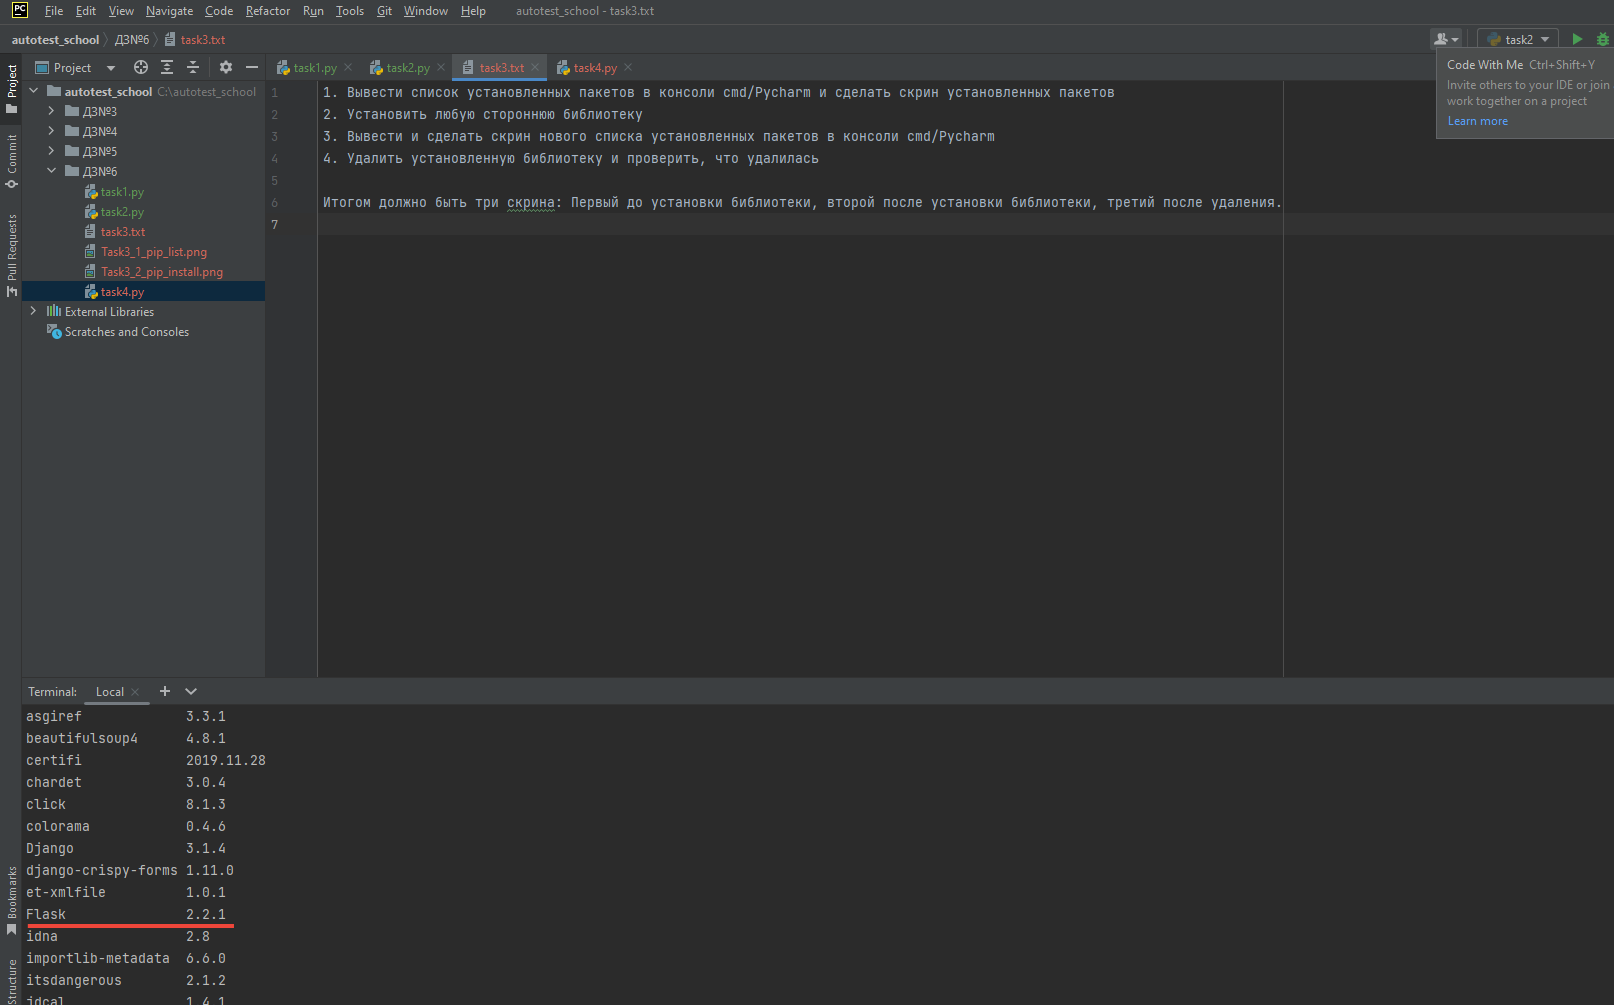 PC File Edit View Navigate Code Refactor Run Tools Git Window Help autotest_school - task3.txt
autotest_school ДЗ№6 task3.txt task2
Code With Me Ctrl+Shift+Y
Invite others to your IDE or join
work together on a project
Learn more
Project
Commit
Pull Requests
Bookmarks
Structure
Project
task1.py task2.py task3.txt task4.py
autotest_school C:\autotest_school
ДЗ№3
ДЗ№4
ДЗ№5
ДЗ№6
task1.py
task2.py
task3.txt
Task3_1_pip_list.png
Task3_2_pip_install.png
task4.py
External Libraries
Scratches and Consoles
1 1. Вывести список установленных пакетов в консоли cmd/Pycharm и сделать скрин установленных пакетов
2 2. Установить любую стороннюю библиотеку
3 3. Вывести и сделать скрин нового списка установленных пакетов в консоли cmd/Pycharm
4 4. Удалить установленную библиотеку и проверить, что удалилась
5
6 Итогом должно быть три скрина: Первый до установки библиотеки, второй после установки библиотеки, третий после удаления.
7
Terminal: Local
asgiref 3.3.1
beautifulsoup4 4.8.1
certifi 2019.11.28
chardet 3.0.4
click 8.1.3
colorama 0.4.6
Django 3.1.4
django-crispy-forms 1.11.0
et-xmlfile 1.0.1
Flask 2.2.1
idna 2.8
importlib-metadata 6.6.0
itsdangerous 2.1.2
jdcal 1.4.1